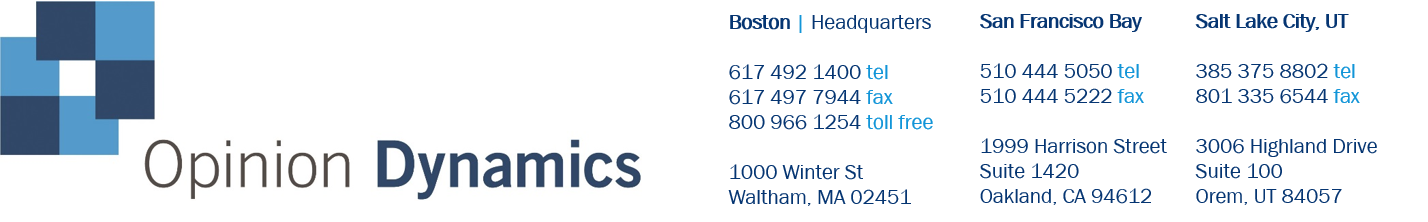 Opinion Dynamics
Boston | Headquarters
617 492 1400 tel
617 497 7944 fax
800 966 1254 toll free
1000 Winter St
Waltham, MA 02451
San Francisco Bay
510 444 5050 tel
510 444 5222 fax
1999 Harrison Street
Suite 1420
Oakland, CA 94612
Salt Lake City, UT
385 375 8802 tel
801 335 6544 fax
3006 Highland Drive
Suite 100
Orem, UT 84057